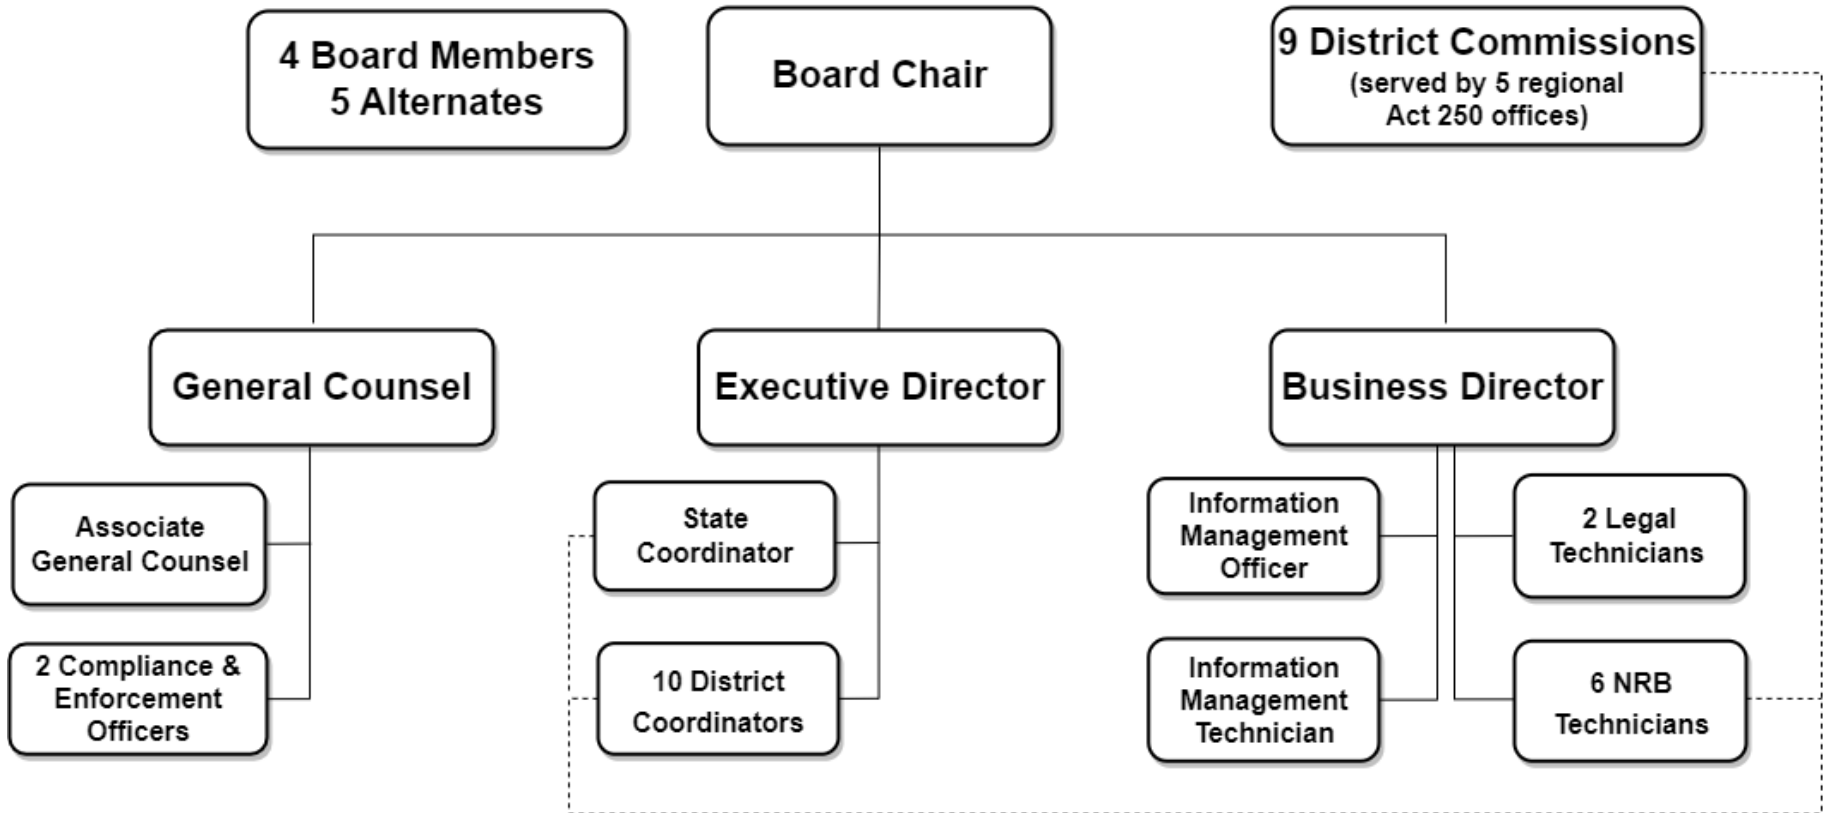 4 Board Members
5 Alternates
Board Chair
9 District Commissions
(served by 5 regional
Act 250 offices)
General Counsel
Executive Director
Business Director
Associate
General Counsel
2 Compliance &
Enforcement
Officers
State
Coordinator
10 District
Coordinators
Information
Management
Officer
Information
Management
Technician
2 Legal
Technicians
6 NRB
Technicians